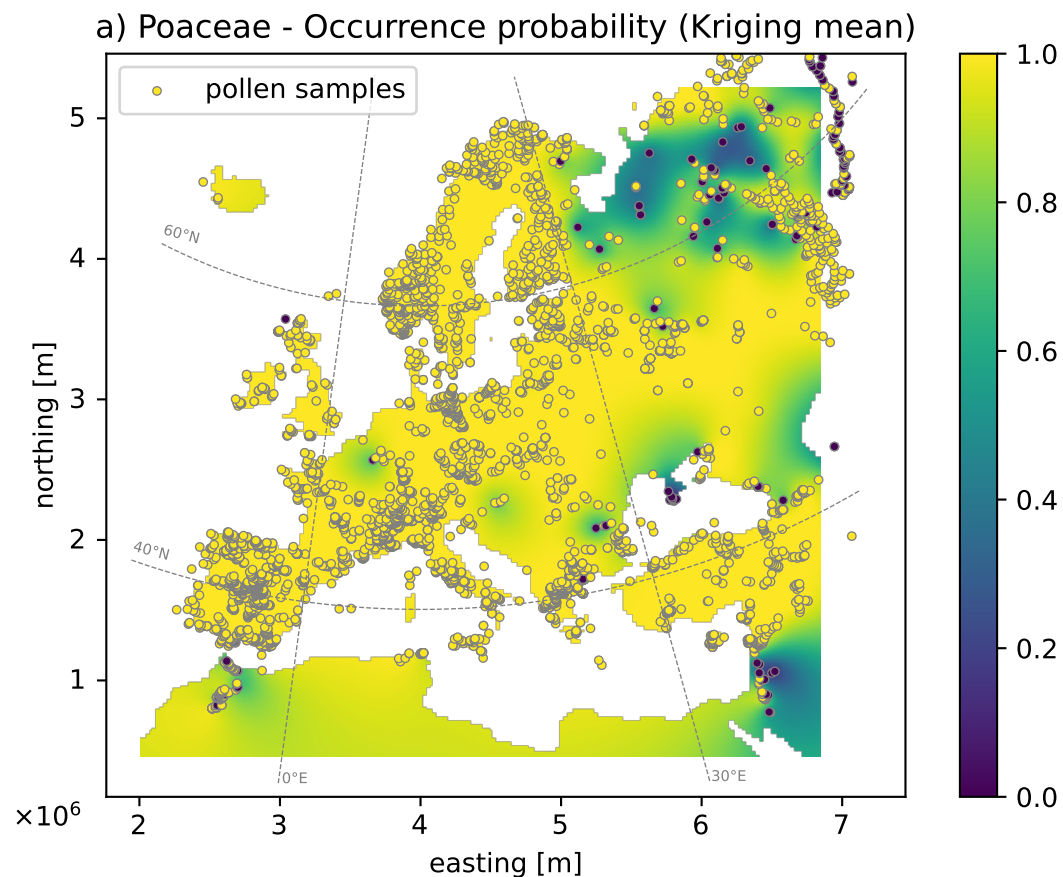 a) Poaceae - Occurrence probability (Kriging mean)
pollen samples
1.0
0.8
0.6
0.4
0.2
0.0
5
4
3
2
1
northing [m]
60°N
40°N
0°E
30°E
×10⁶
2 3 4 5 6 7
easting [m]